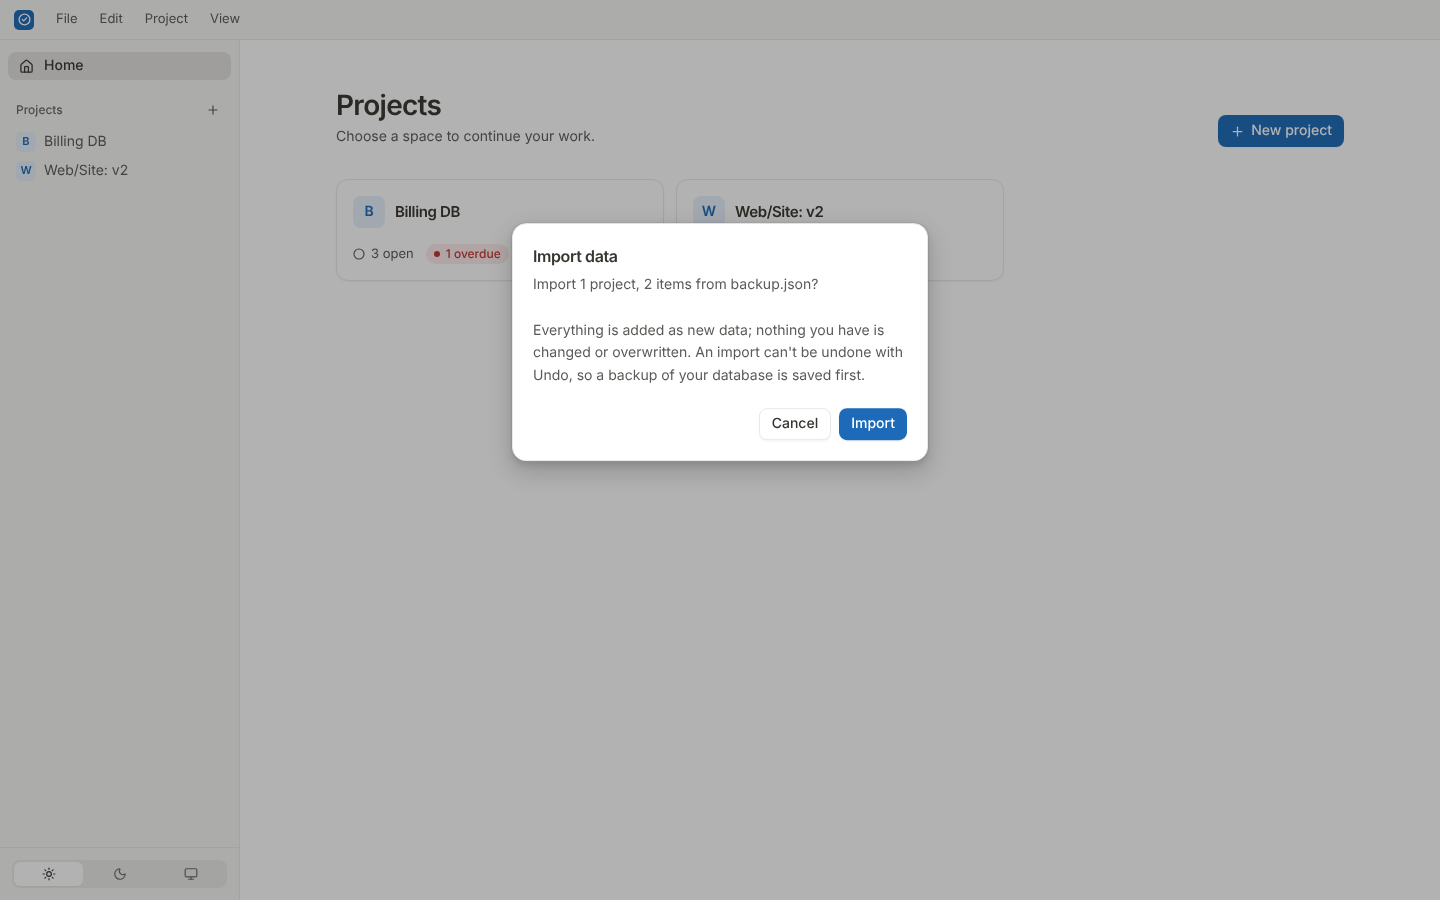 File Edit Project View
Home
Projects
B Billing DB
W Web/Site: v2
Projects
Choose a space to continue your work.
New project
B Billing DB
3 open 1 overdue
W Web/Site: v2
Import data
Import 1 project, 2 items from backup.json?
Everything is added as new data; nothing you have is
changed or overwritten. An import can't be undone with
Undo, so a backup of your database is saved first.
Cancel Import